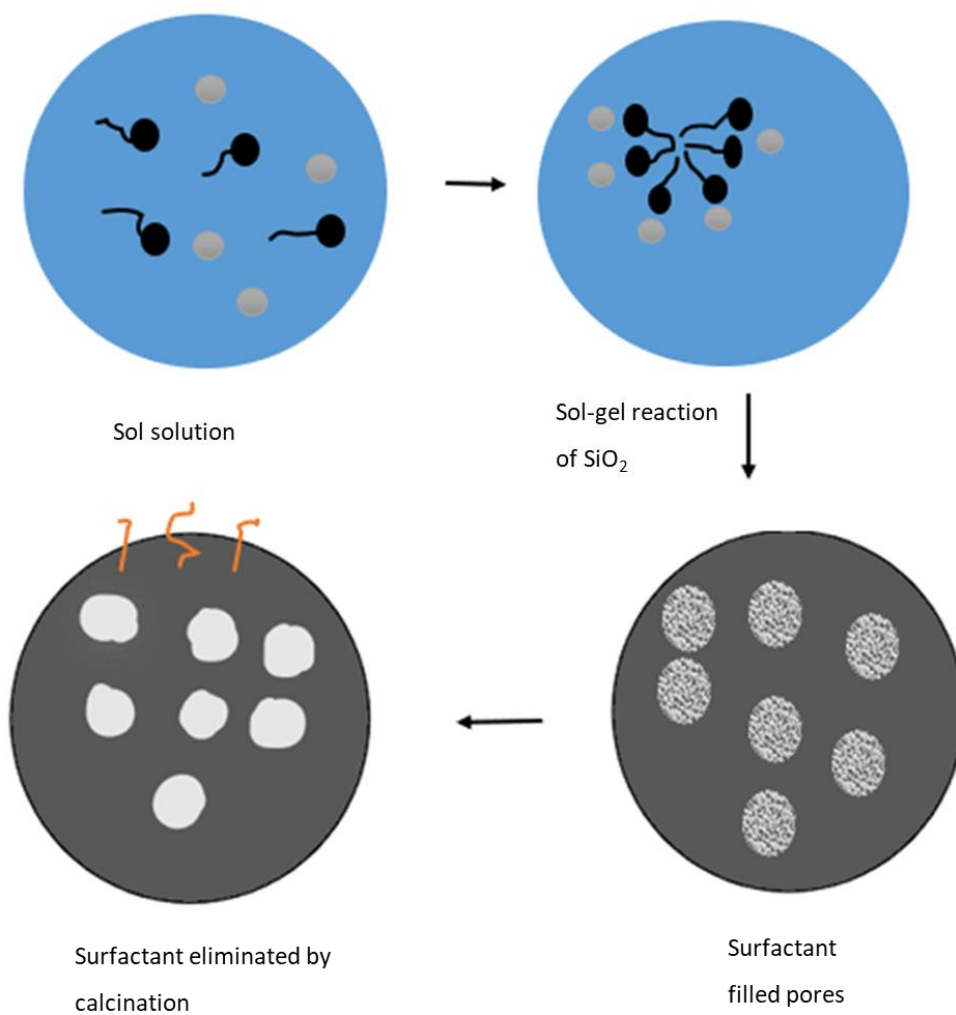 Sol solution
Sol-gel reaction
of SiO₂
Surfactant eliminated by
calcination
Surfactant
filled pores